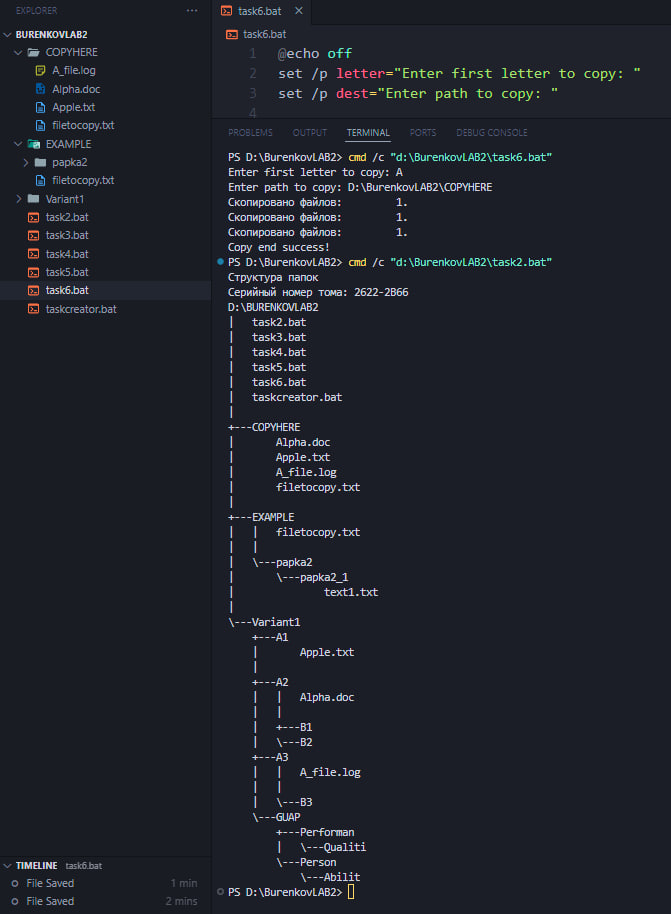 EXPLORER
BURENKOVLAB2
COPYHERE
A_file.log
Alpha.doc
Apple.txt
filetocopy.txt
EXAMPLE
papka2
filetocopy.txt
Variant1
task2.bat
task3.bat
task4.bat
task5.bat
task6.bat
taskcreator.bat
TIMELINE task6.bat
File Saved 1 min
File Saved 2 mins
task6.bat
task6.bat
1 @echo off
2 set /p letter="Enter first letter to copy: "
3 set /p dest="Enter path to copy: "
4
PROBLEMS OUTPUT TERMINAL PORTS DEBUG CONSOLE
PS D:\BurenkovLAB2> cmd /c "d:\BurenkovLAB2\task6.bat"
Enter first letter to copy: A
Enter path to copy: D:\BurenkovLAB2\COPYHERE
Скопировано файлов:         1.
Скопировано файлов:         1.
Скопировано файлов:         1.
Copy end success!
PS D:\BurenkovLAB2> cmd /c "d:\BurenkovLAB2\task2.bat"
Структура папок
Серийный номер тома: 2622-2B66
D:\BURENKOVLAB2
|   task2.bat
|   task3.bat
|   task4.bat
|   task5.bat
|   task6.bat
|   taskcreator.bat
|
+---COPYHERE
|       Alpha.doc
|       Apple.txt
|       A_file.log
|       filetocopy.txt
|
+---EXAMPLE
|   |   filetocopy.txt
|   |
|   \---papka2
|       \---papka2_1
|               text1.txt
|
\---Variant1
    +---A1
    |       Apple.txt
    |
    +---A2
    |   |   Alpha.doc
    |   |
    |   +---B1
    |   \---B2
    +---A3
    |   |   A_file.log
    |   |
    |   \---B3
    \---GUAP
        +---Performan
        |   \---Qualiti
        \---Person
            \---Abilit
PS D:\BurenkovLAB2>